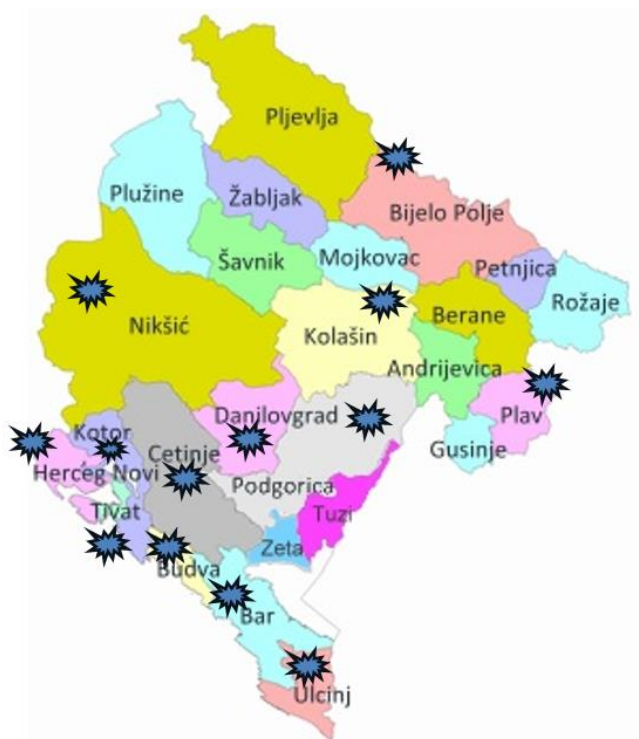 Pljevlja
Plužine
Žabljak
Bijelo Polje
Šavnik
Mojkovac
Petnjica
Rožaje
Nikšić
Kolašin
Berane
Andrijevica
Danilovgrad
Plav
Kotor
Cetinje
Gusinje
Herceg Novi
Podgorica
Tivat
Tuzi
Zeta
Budva
Bar
Ulcinj